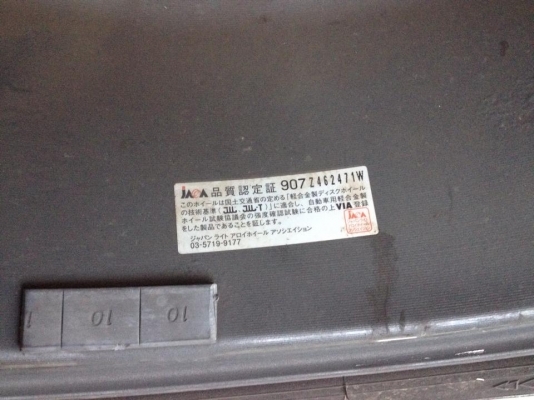 JAWA 品質認定証 907Z462471W
このホイールは国土交通省の定める「軽合金製ディスクホイール
の技術基準(JWL JWL-T)」に適合し、自動車用軽合金製
ホイール試験協議会の強度確認試験に合格の上VIA登録
をした製品であることを証します。
ジャパン ライト アロイホイール アソシエイション
03-5719-9177
JAWA
10 10 1